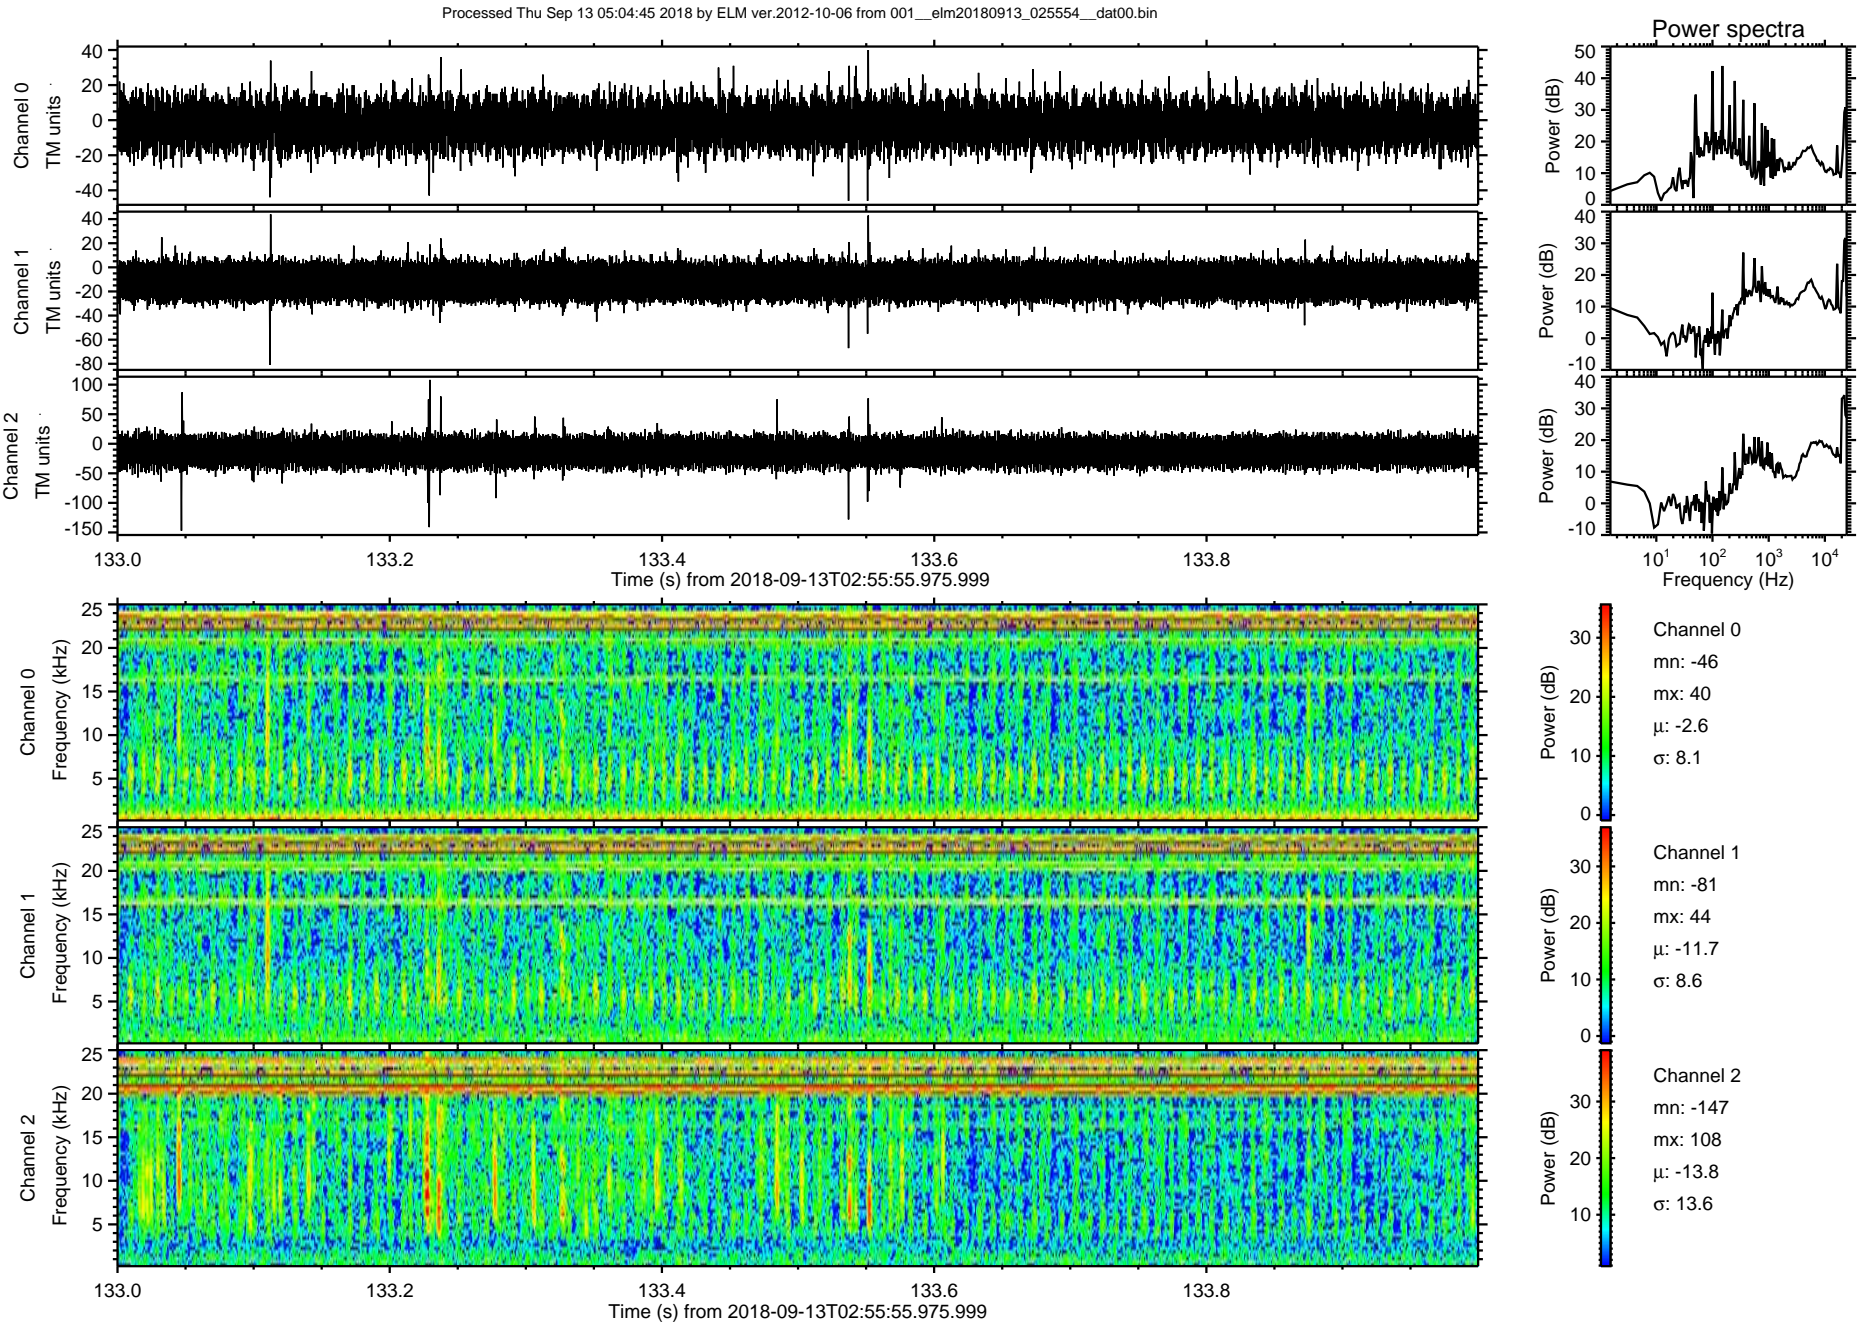 Processed Thu Sep 13 05:04:45 2018 by ELM ver.2012-10-06 from 001__elm20180913_025554__dat00.bin
Power spectra
Channel 0
TM units
40
20
0
-20
-40
Power (dB)
50
40
30
20
10
0
Channel 1
TM units
40
20
0
-20
-40
-60
-80
Power (dB)
40
30
20
10
0
-10
Channel 2
TM units
100
50
0
-50
-100
-150
Power (dB)
40
30
20
10
0
-10
133.0 133.2 133.4 133.6 133.8
Time (s) from 2018-09-13T02:55:55.975.999
10^1 10^2 10^3 10^4
Frequency (Hz)
Channel 0
Frequency (kHz)
25
20
15
10
5
Power (dB)
30
20
10
0
Channel 0
mn: -46
mx: 40
μ: -2.6
σ: 8.1
Channel 1
Frequency (kHz)
25
20
15
10
5
Power (dB)
30
20
10
0
Channel 1
mn: -81
mx: 44
μ: -11.7
σ: 8.6
Channel 2
Frequency (kHz)
25
20
15
10
5
Power (dB)
30
20
10
Channel 2
mn: -147
mx: 108
μ: -13.8
σ: 13.6
133.0 133.2 133.4 133.6 133.8
Time (s) from 2018-09-13T02:55:55.975.999